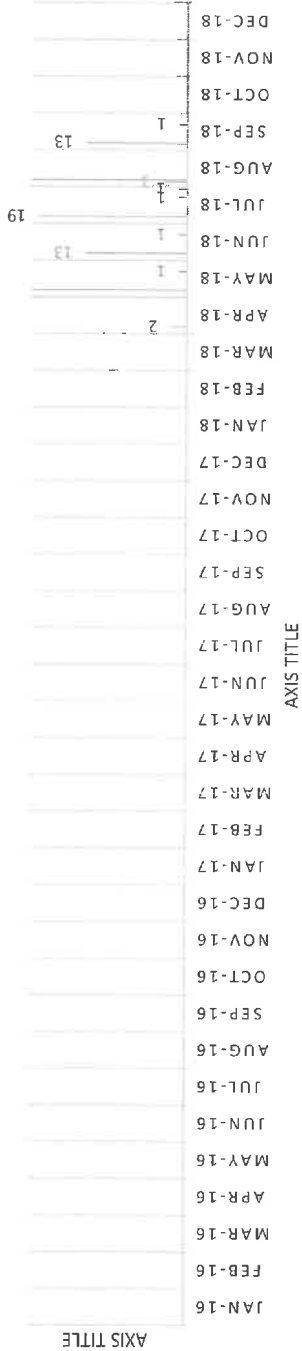 AXIS TITLE
2
1
13
1
19
1
1
13
1
JAN-16
FEB-16
MAR-16
APR-16
MAY-16
JUN-16
JUL-16
AUG-16
SEP-16
OCT-16
NOV-16
DEC-16
JAN-17
FEB-17
MAR-17
APR-17
MAY-17
JUN-17
JUL-17
AUG-17
SEP-17
OCT-17
NOV-17
DEC-17
JAN-18
FEB-18
MAR-18
APR-18
MAY-18
JUN-18
JUL-18
AUG-18
SEP-18
OCT-18
NOV-18
DEC-18
AXIS TITLE